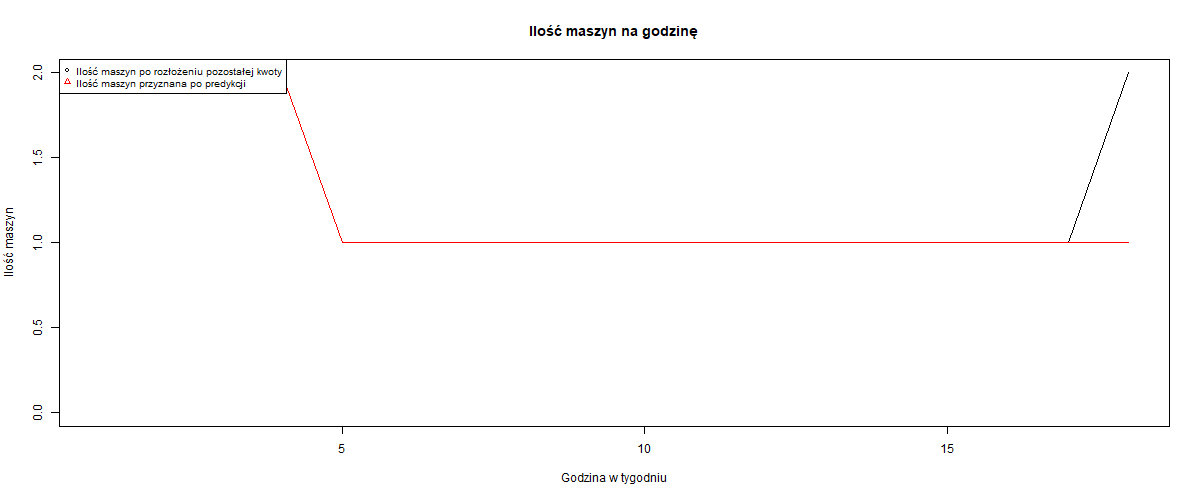 Ilość maszyn na godzinę
Ilość maszyn po rozłożeniu pozostałej kwoty
Ilość maszyn przyznana po predykcji
2.0
1.5
1.0
0.5
0.0
Ilość maszyn
5
10
15
Godzina w tygodniu